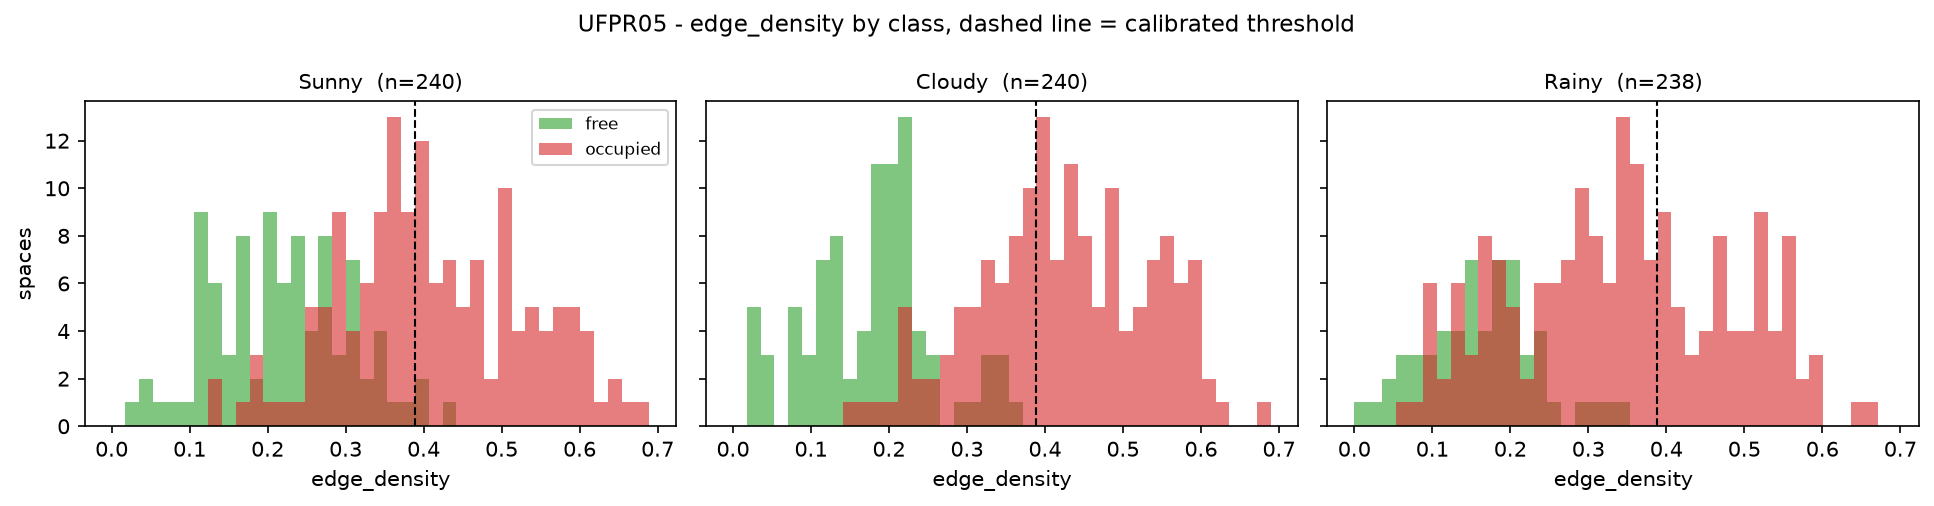 UFPR05 - edge_density by class, dashed line = calibrated threshold
Sunny (n=240)
Cloudy (n=240)
Rainy (n=238)
free
occupied
spaces
12
10
8
6
4
2
0
0.0 0.1 0.2 0.3 0.4 0.5 0.6 0.7
0.0 0.1 0.2 0.3 0.4 0.5 0.6 0.7
0.0 0.1 0.2 0.3 0.4 0.5 0.6 0.7
edge_density
edge_density
edge_density